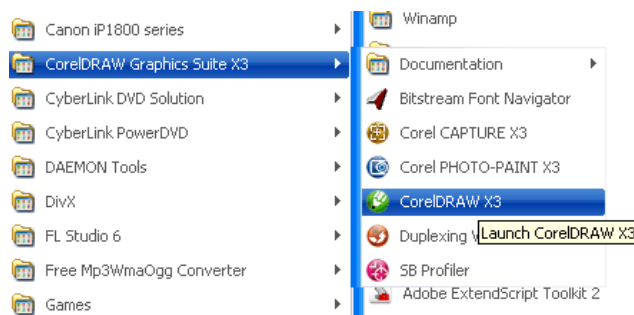 Canon iP1800 series
CorelDRAW Graphics Suite X3
CyberLink DVD Solution
CyberLink PowerDVD
DAEMON Tools
DivX
FL Studio 6
Free Mp3WmaOgg Converter
Games
Winamp
Documentation
Bitstream Font Navigator
Corel CAPTURE X3
Corel PHOTO-PAINT X3
CorelDRAW X3
Duplexing
Launch CorelDRAW X3
SB Profiler
Adobe ExtendScript Toolkit 2